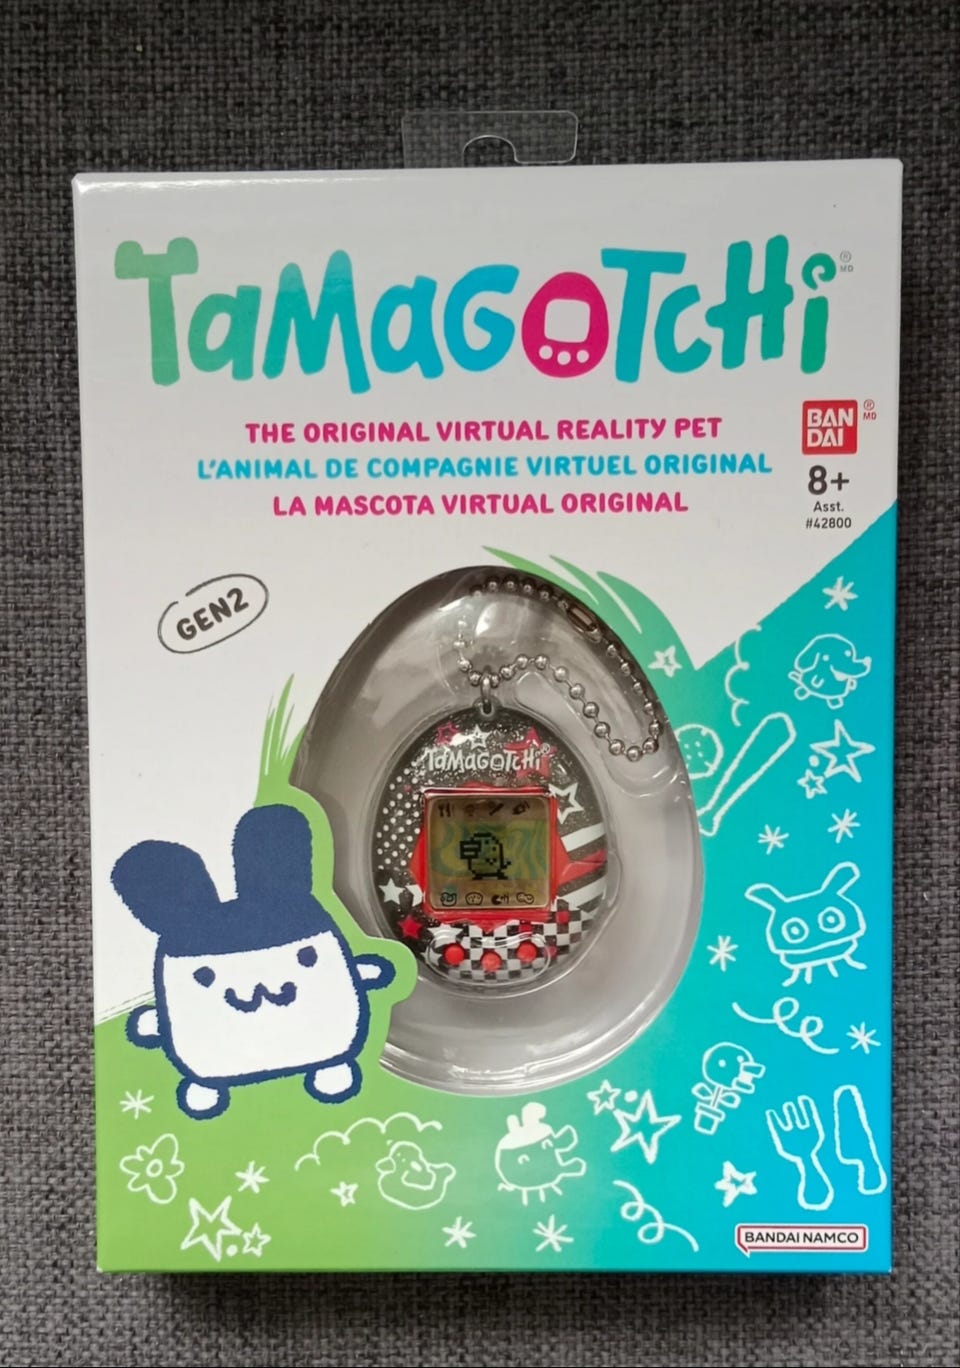 TaMaGoTcHi ® MD
THE ORIGINAL VIRTUAL REALITY PET
L'ANIMAL DE COMPAGNIE VIRTUEL ORIGINAL
LA MASCOTA VIRTUAL ORIGINAL
BAN ® MD
DAI
8+
Asst.
#42800
GEN2
TaMaGoTcHi®
BANDAI NAMCO